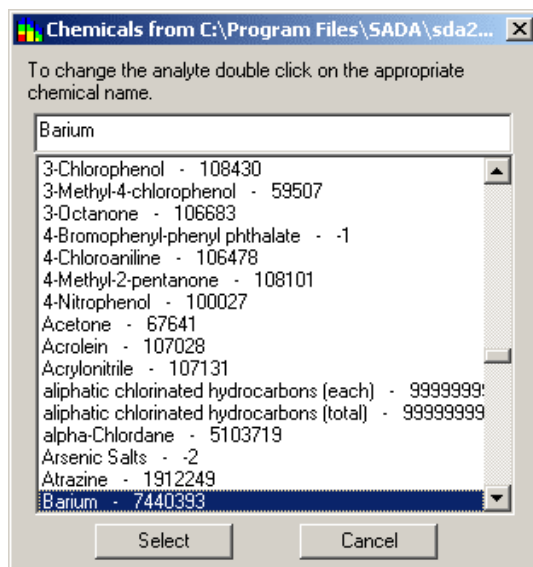 Chemicals from C:\Program Files\SADA\sda2...
To change the analyte double click on the appropriate
chemical name.
Barium
3-Chlorophenol - 108430
3-Methyl-4-chlorophenol - 59507
3-Octanone - 106683
4-Bromophenyl-phenyl phthalate - -1
4-Chloroaniline - 106478
4-Methyl-2-pentanone - 108101
4-Nitrophenol - 100027
Acetone - 67641
Acrolein - 107028
Acrylonitrile - 107131
aliphatic chlorinated hydrocarbons (each) - 9999999
aliphatic chlorinated hydrocarbons (total) - 99999999
alpha-Chlordane - 5103719
Arsenic Salts - -2
Atrazine - 1912249
Barium - 7440393
Select Cancel